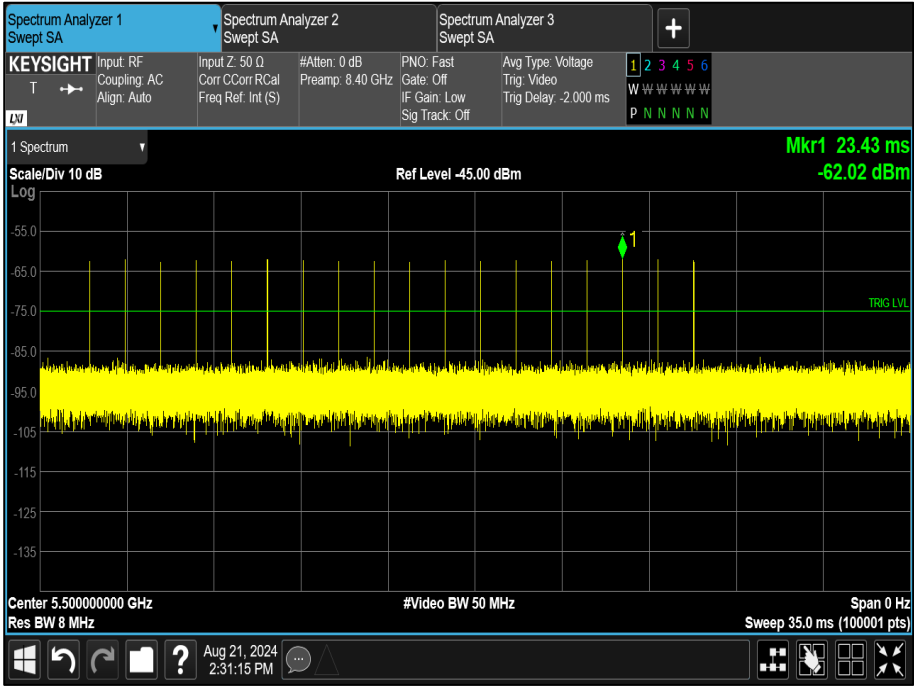 Spectrum Analyzer 1
Swept SA
Spectrum Analyzer 2
Swept SA
Spectrum Analyzer 3
Swept SA
+
KEYSIGHT
T
LXI
Input: RF
Coupling: AC
Align: Auto
Input Z: 50 Ω
Corr CCorr RCal
Freq Ref: Int (S)
#Atten: 0 dB
Preamp: 8.40 GHz
PNO: Fast
Gate: Off
IF Gain: Low
Sig Track: Off
Avg Type: Voltage
Trig: Video
Trig Delay: -2.000 ms
1 2 3 4 5 6
W W W W W W
P N N N N N
1 Spectrum
Mkr1 23.43 ms
-62.02 dBm
Scale/Div 10 dB
Ref Level -45.00 dBm
Log
-55.0
1
-65.0
TRIG LVL
-75.0
-85.0
-95.0
-105
-115
-125
-135
Center 5.500000000 GHz
#Video BW 50 MHz
Span 0 Hz
Res BW 8 MHz
Sweep 35.0 ms (100001 pts)
?
Aug 21, 2024
2:31:15 PM